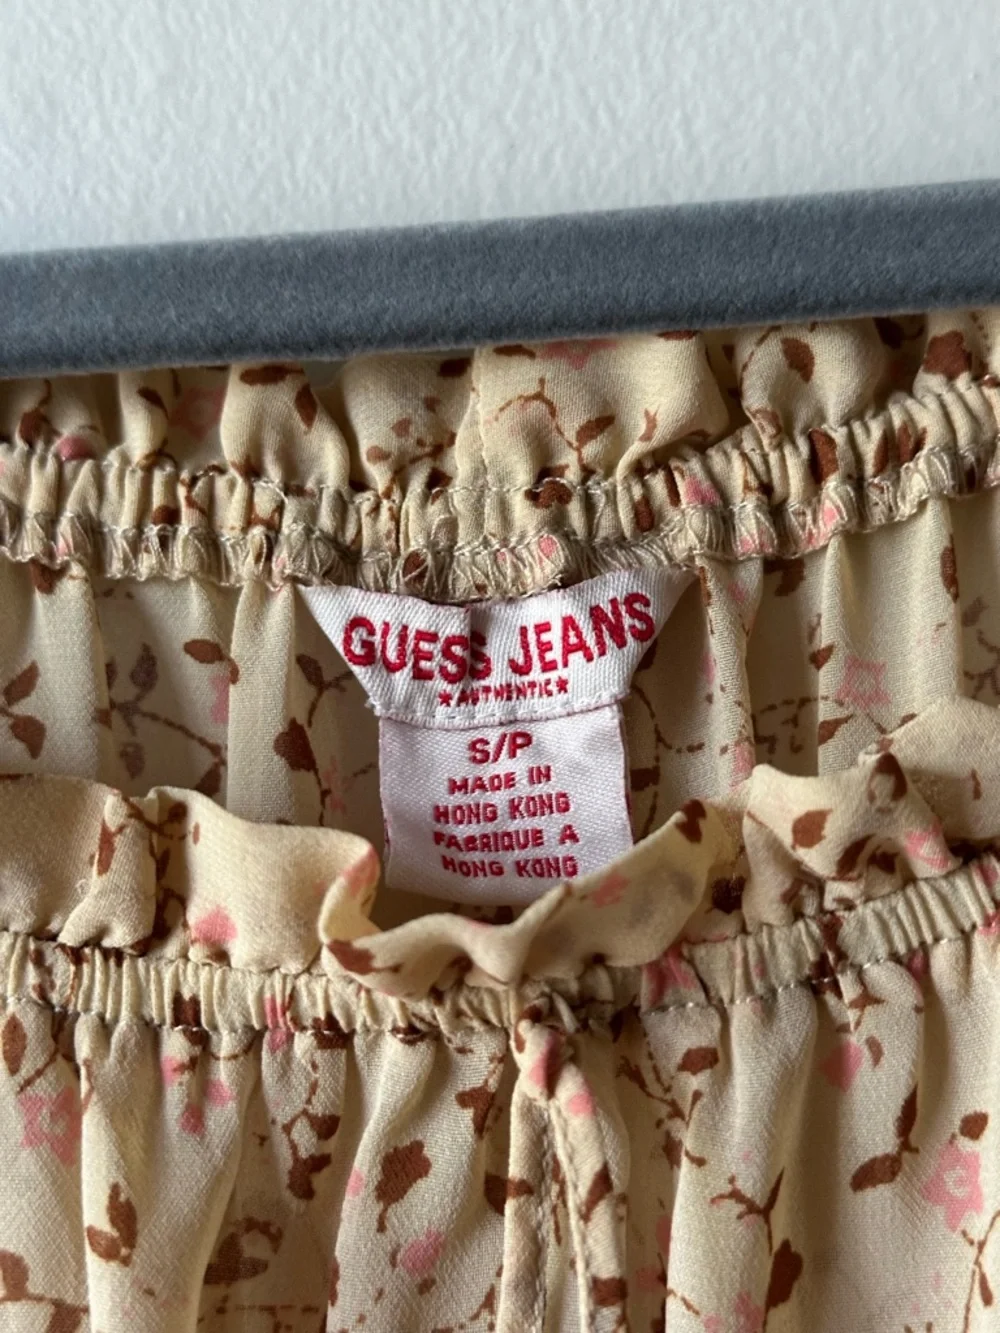 GUESS JEANS
★AUTHENTIC★
S/P
MADE IN
HONG KONG
FABRIQUE A
HONG KONG